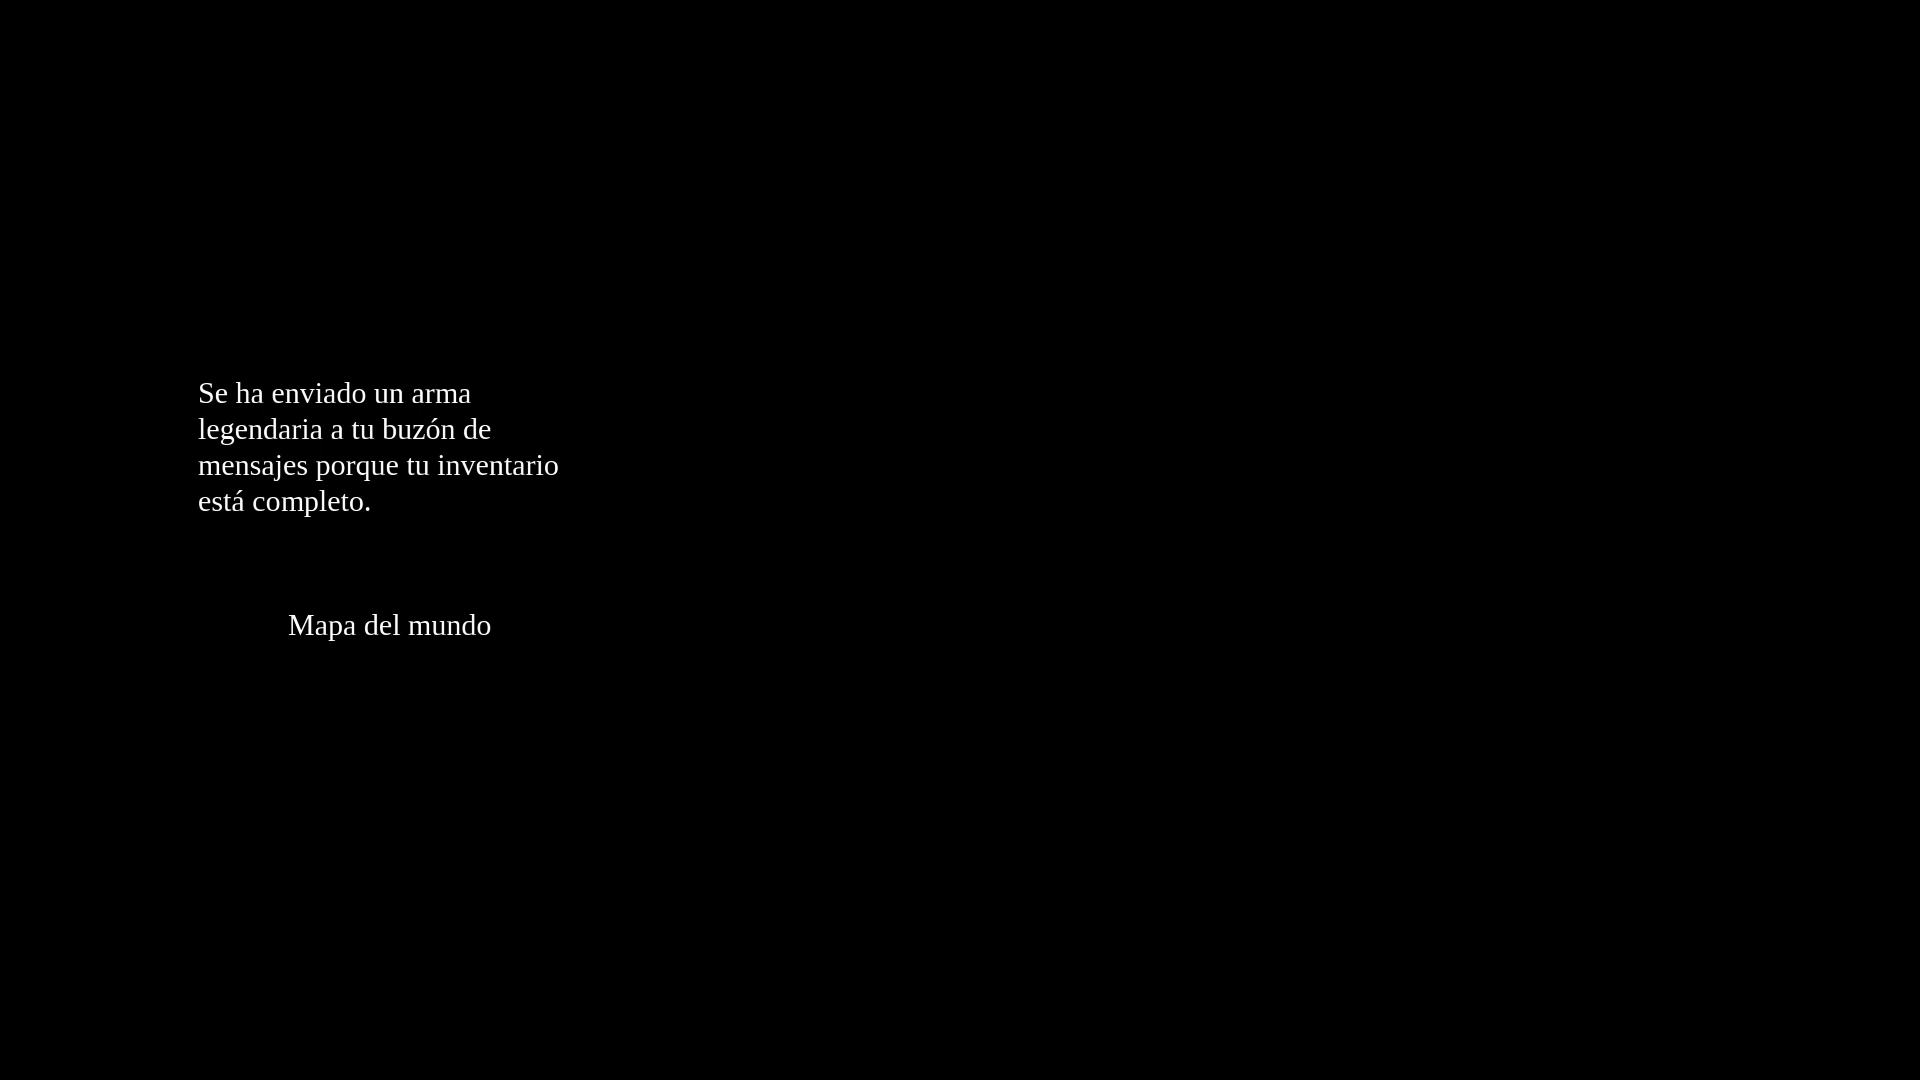 Se ha enviado un arma
legendaria a tu buzón de
mensajes porque tu inventario
está completo.
Mapa del mundo